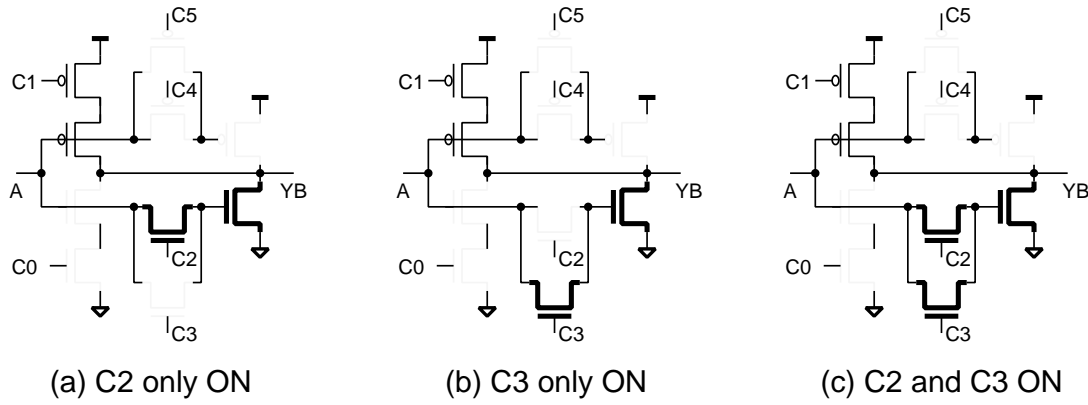 C5
C1
C4
A
YB
C0
C2
C3
(a) C2 only ON
C5
C1
C4
A
YB
C0
C2
C3
(b) C3 only ON
C5
C1
C4
A
YB
C0
C2
C3
(c) C2 and C3 ON